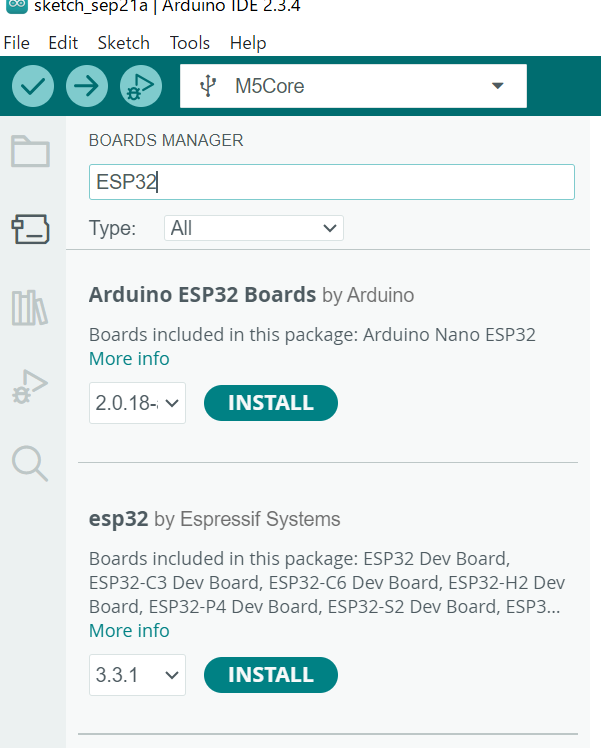 sketch_sep21a | Arduino IDE 2.3.4
File Edit Sketch Tools Help
M5Core
BOARDS MANAGER
ESP32
Type: All
Arduino ESP32 Boards by Arduino
Boards included in this package: Arduino Nano ESP32
More info
2.0.18-
INSTALL
esp32 by Espressif Systems
Boards included in this package: ESP32 Dev Board,
ESP32-C3 Dev Board, ESP32-C6 Dev Board, ESP32-H2 Dev
Board, ESP32-P4 Dev Board, ESP32-S2 Dev Board, ESP3...
More info
3.3.1
INSTALL